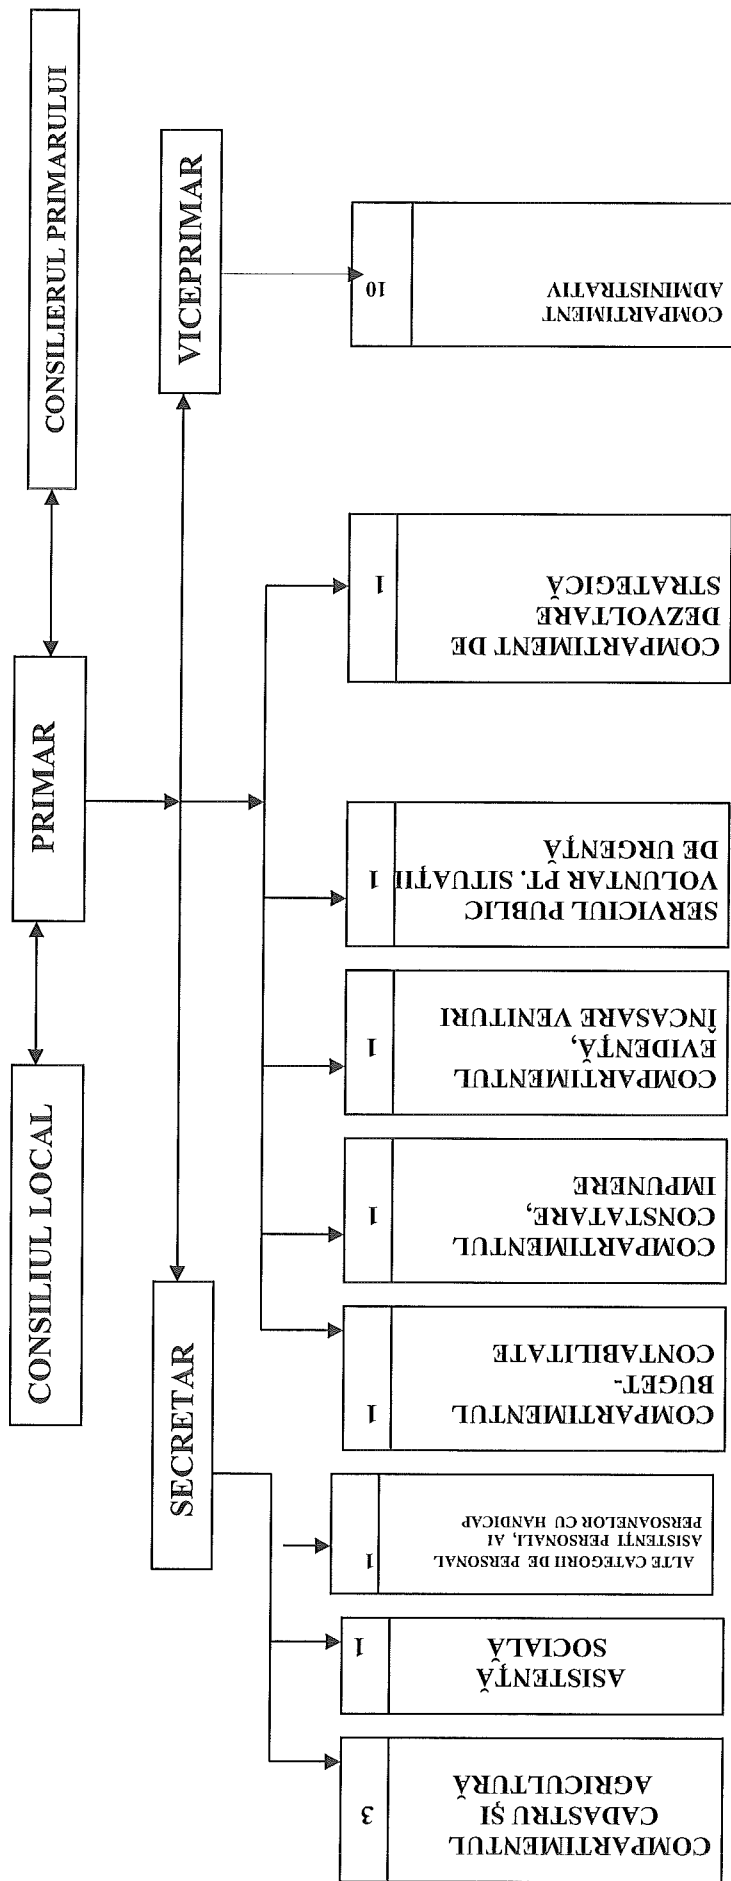 CONSILIUL LOCAL
PRIMAR
CONSILIERUL PRIMARULUI
SECRETAR
VICEPRIMAR
3
COMPARTIMENTUL
CADASTRU ȘI
AGRICULTURĂ
1
ASISTENȚĂ
SOCIALĂ
1
ALTE CATEGORII DE PERSONAL
ASISTENȚI PERSONALI, AI
PERSOANELOR CU HANDICAP
1
COMPARTIMENTUL
BUGET-
CONTABILITATE
1
COMPARTIMENTUL
CONSTATARE,
IMPUNERE
1
COMPARTIMENTUL
EVIDENȚĂ,
ÎNCASARE VENITURI
1
SERVICIUL PUBLIC
VOLUNTAR PT. SITUAȚII
DE URGENȚĂ
1
COMPARTIMENT DE
DEZVOLTARE
STRATEGICĂ
10
COMPARTIMENT
ADMINISTRATIV